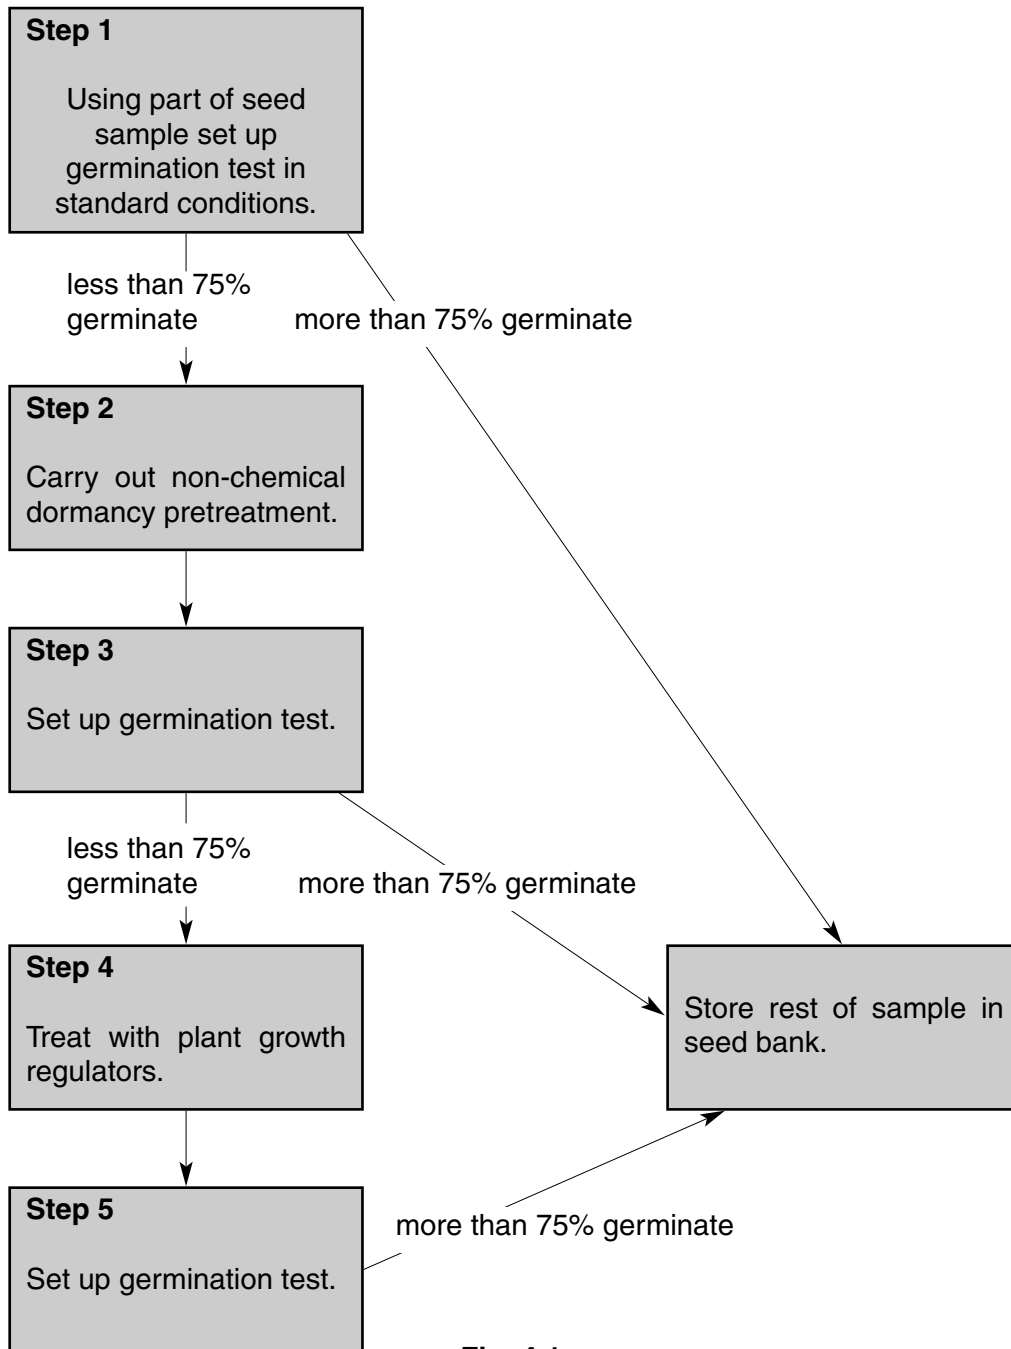 Step 1
Using part of seed
sample set up
germination test in
standard conditions.
less than 75%
germinate
more than 75% germinate
Step 2
Carry out non-chemical
dormancy pretreatment.
Step 3
Set up germination test.
less than 75%
germinate
more than 75% germinate
Step 4
Treat with plant growth
regulators.
Store rest of sample in
seed bank.
Step 5
Set up germination test.
more than 75% germinate